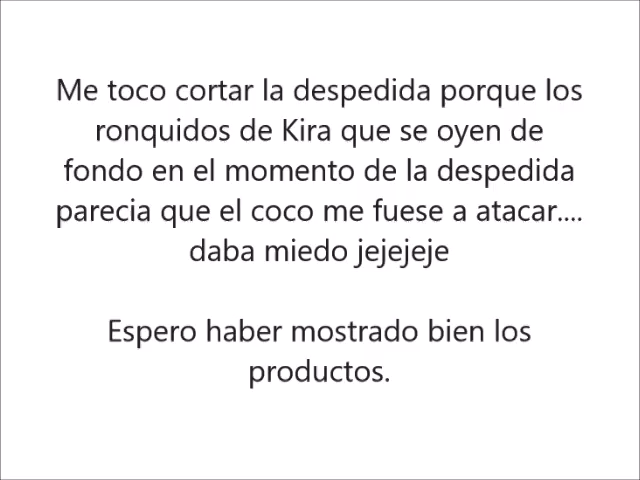 Me toco cortar la despedida porque los
ronquidos de Kira que se oyen de
fondo en el momento de la despedida
parecia que el coco me fuese a atacar....
daba miedo jejejeje
Espero haber mostrado bien los
productos.